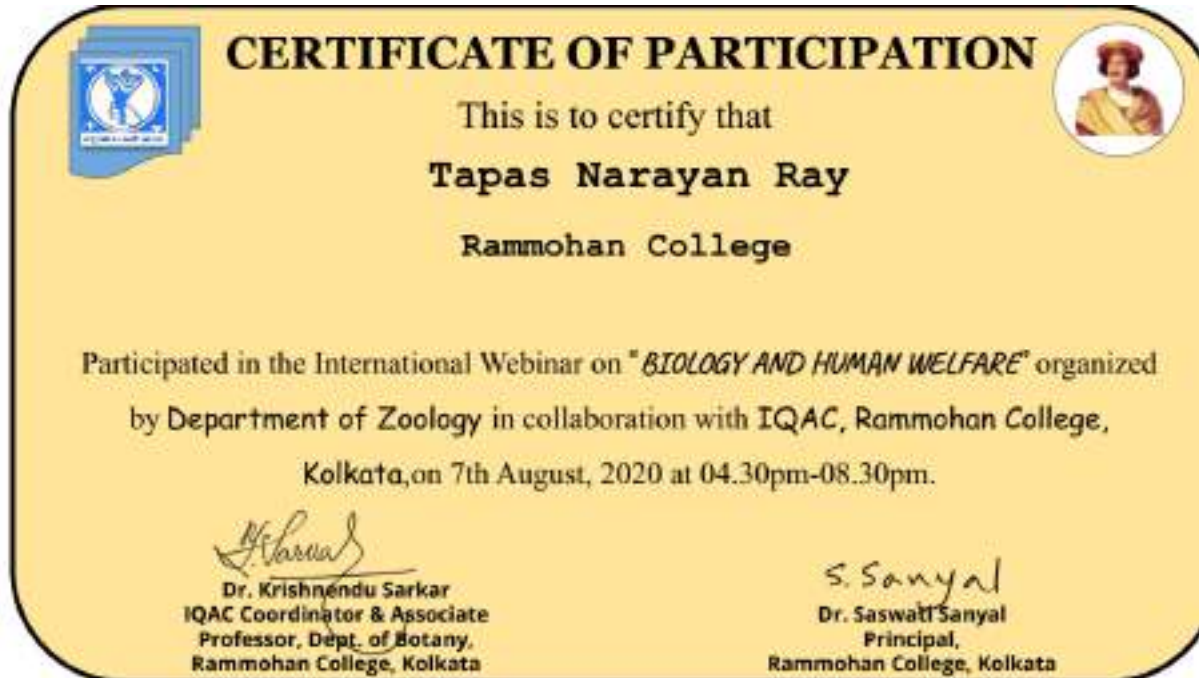 CERTIFICATE OF PARTICIPATION
This is to certify that
Tapas Narayan Ray
Rammohan College
Participated in the International Webinar on "BIOLOGY AND HUMAN WELFARE" organized
by Department of Zoology in collaboration with IQAC, Rammohan College,
Kolkata,on 7th August, 2020 at 04.30pm-08.30pm.
Dr. Krishnendu Sarkar
IQAC Coordinator & Associate
Professor, Dept. of Botany,
Rammohan College, Kolkata
S. Sanyal
Dr. Saswati Sanyal
Principal,
Rammohan College, Kolkata